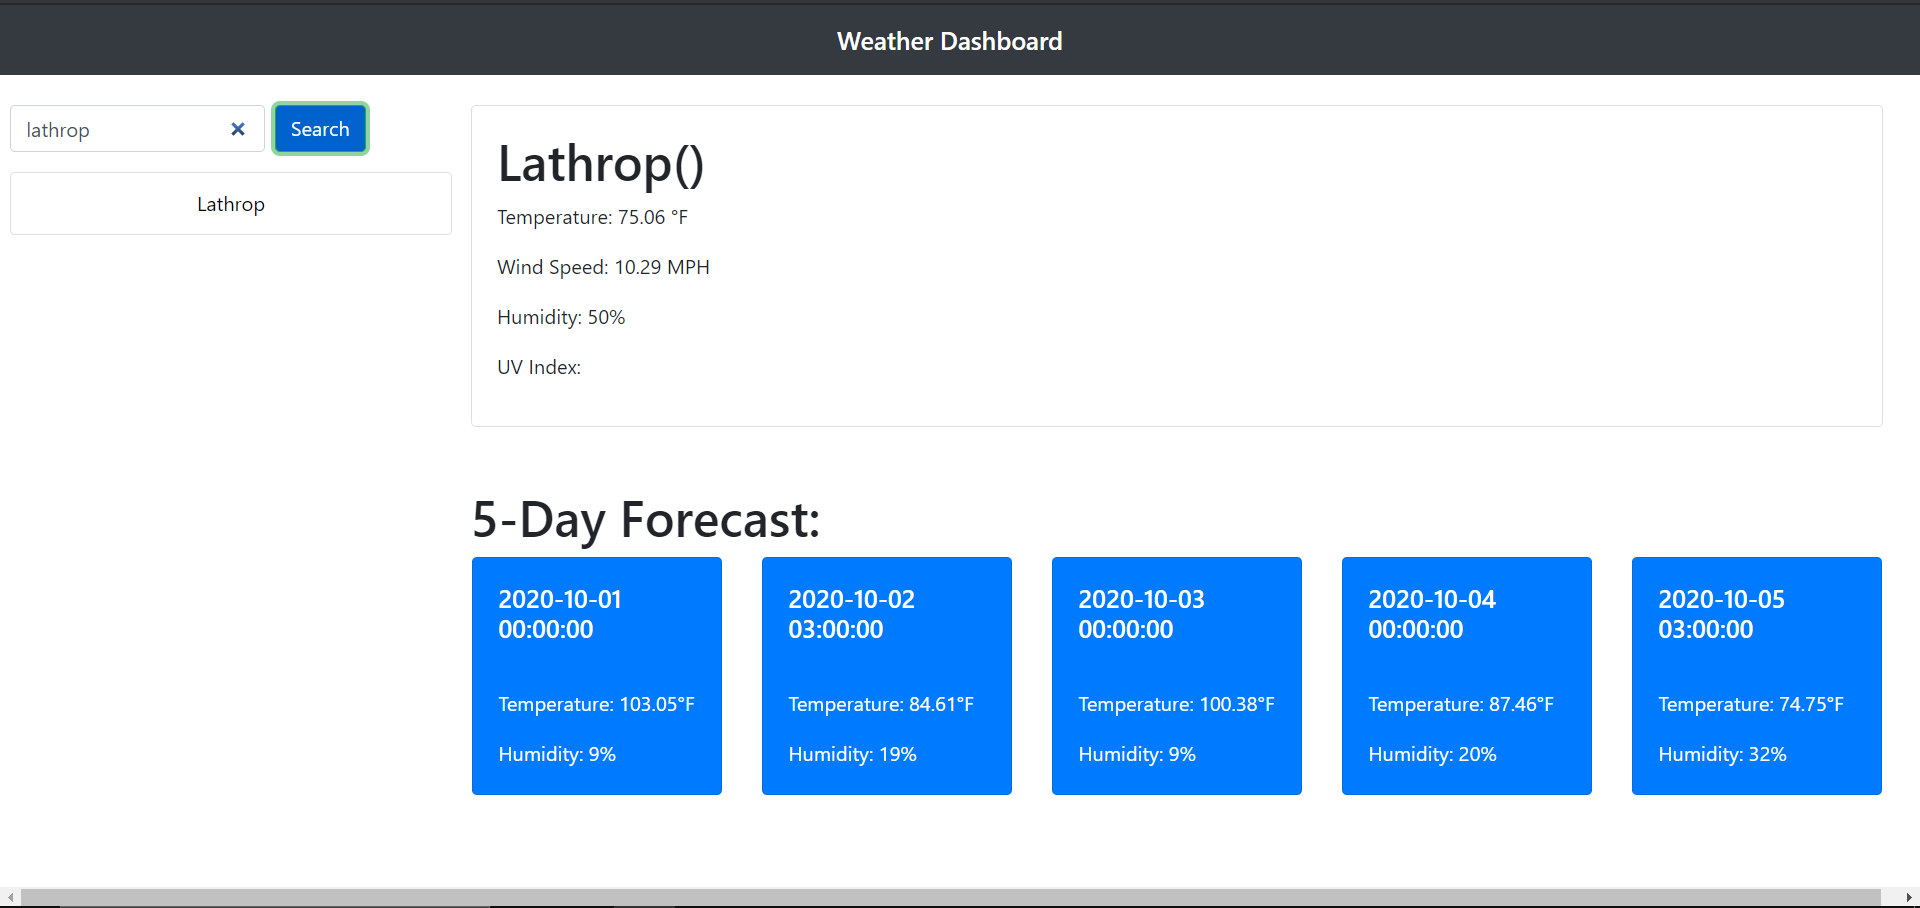 Weather Dashboard
lathrop
Search
Lathrop
Lathrop()
Temperature: 75.06 °F
Wind Speed: 10.29 MPH
Humidity: 50%
UV Index:
5-Day Forecast:
2020-10-01
00:00:00
Temperature: 103.05°F
Humidity: 9%
2020-10-02
03:00:00
Temperature: 84.61°F
Humidity: 19%
2020-10-03
00:00:00
Temperature: 100.38°F
Humidity: 9%
2020-10-04
00:00:00
Temperature: 87.46°F
Humidity: 20%
2020-10-05
03:00:00
Temperature: 74.75°F
Humidity: 32%